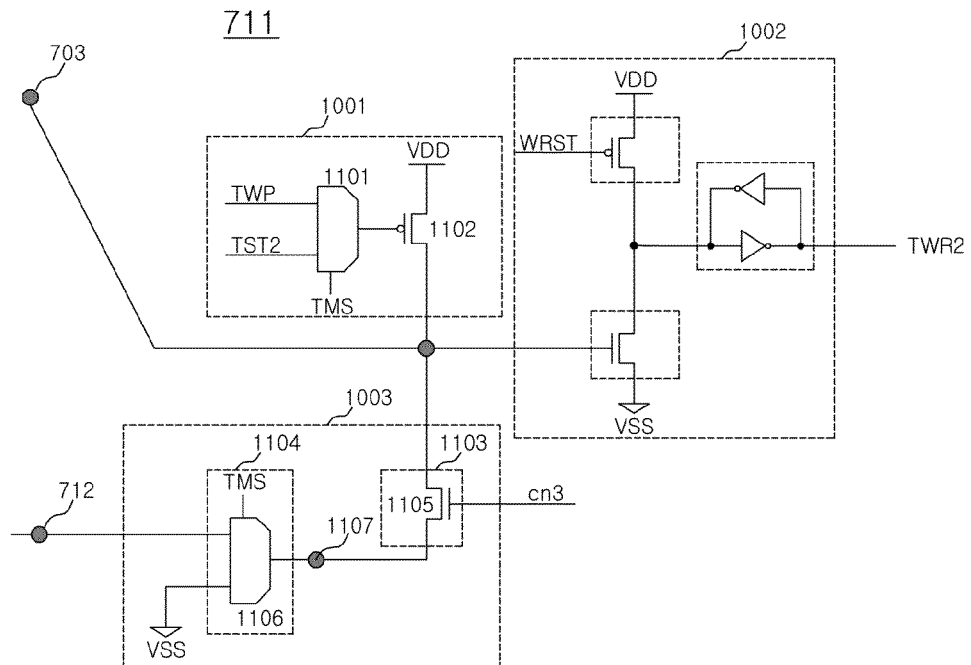 711
703
1002
1001
VDD
WRST
VDD
1101
TWP
1102
TST2
TWR2
TMS
VSS
1003
1104
1103
TMS
712
1105
cn3
1107
1106
VSS